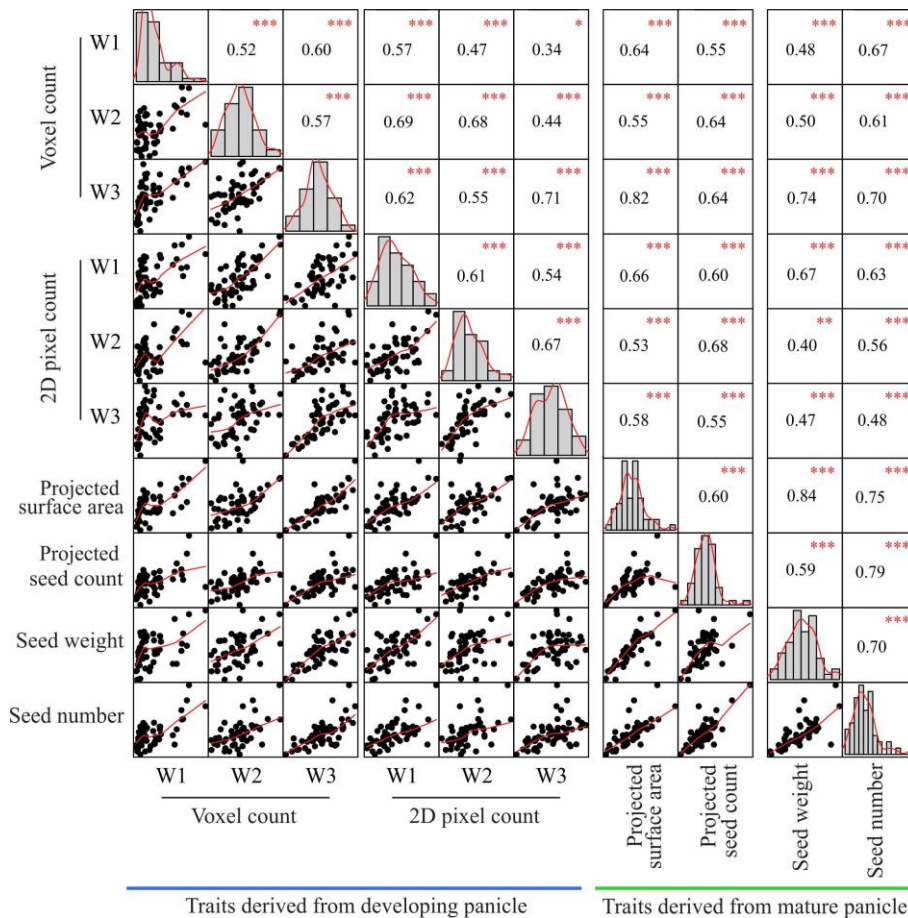 *** *** *** *** * *** *** *** ***
W1 0.52 0.60 0.57 0.47 0.34 0.64 0.55 0.48 0.67
*** *** *** *** *** *** *** ***
W2 0.57 0.69 0.68 0.44 0.55 0.64 0.50 0.61
Voxel count
*** *** *** *** *** *** ***
W3 0.62 0.55 0.71 0.82 0.64 0.74 0.70
*** *** *** *** *** ***
W1 0.61 0.54 0.66 0.60 0.67 0.63
*** *** *** ** ***
W2 0.67 0.53 0.68 0.40 0.56
2D pixel count
*** *** *** ***
W3 0.58 0.55 0.47 0.48
*** *** ***
Projected
surface area
0.60 0.84 0.75
*** ***
Projected
seed count
0.59 0.79
***
Seed weight 0.70
Seed number
W1 W2 W3 W1 W2 W3
Voxel count 2D pixel count
Projected
surface area
Projected
seed count
Seed weight
Seed number
Traits derived from developing panicle Traits derived from mature panicle